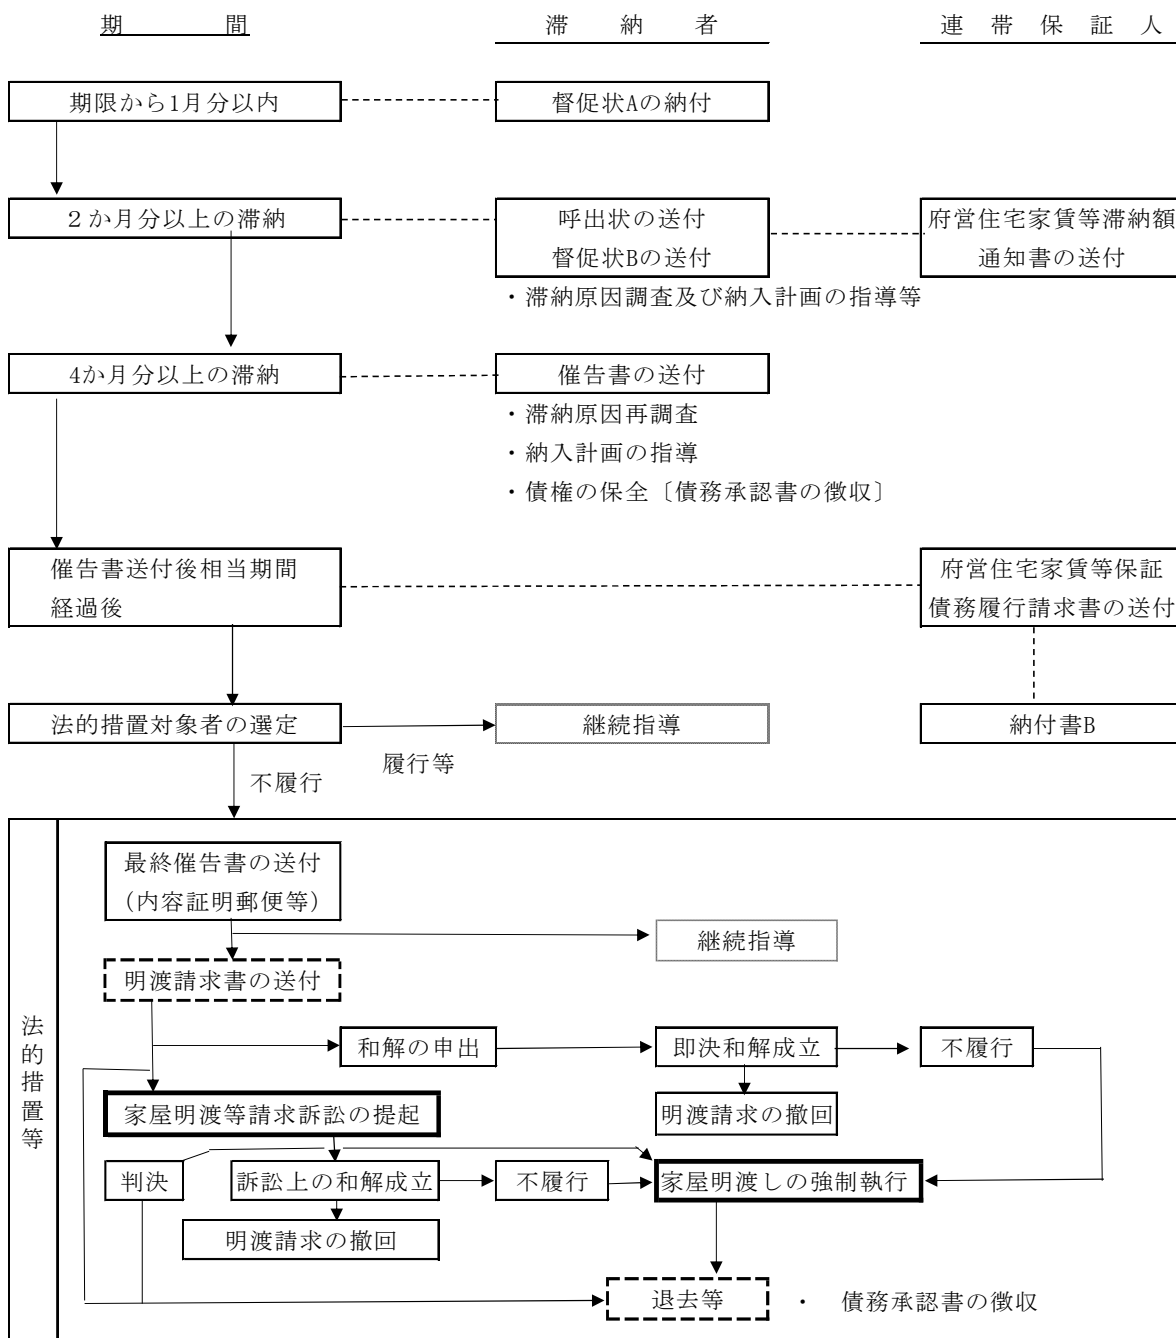 期間 滞納者 連帯保証人
期限から1月分以内 督促状Aの納付
２か月分以上の滞納 呼出状の送付 府営住宅家賃等滞納額
督促状Bの送付 通知書の送付
・滞納原因調査及び納入計画の指導等
4か月分以上の滞納 催告書の送付
・滞納原因再調査
・納入計画の指導
・債権の保全〔債務承認書の徴収〕
催告書送付後相当期間 府営住宅家賃等保証
経過後 債務履行請求書の送付
法的措置対象者の選定 継続指導 納付書B
履行等
不履行
法的措置等
最終催告書の送付
(内容証明郵便等)
継続指導
明渡請求書の送付
和解の申出 即決和解成立 不履行
家屋明渡等請求訴訟の提起 明渡請求の撤回
判決 訴訟上の和解成立 不履行 家屋明渡しの強制執行
明渡請求の撤回
退去等 ・ 債務承認書の徴収